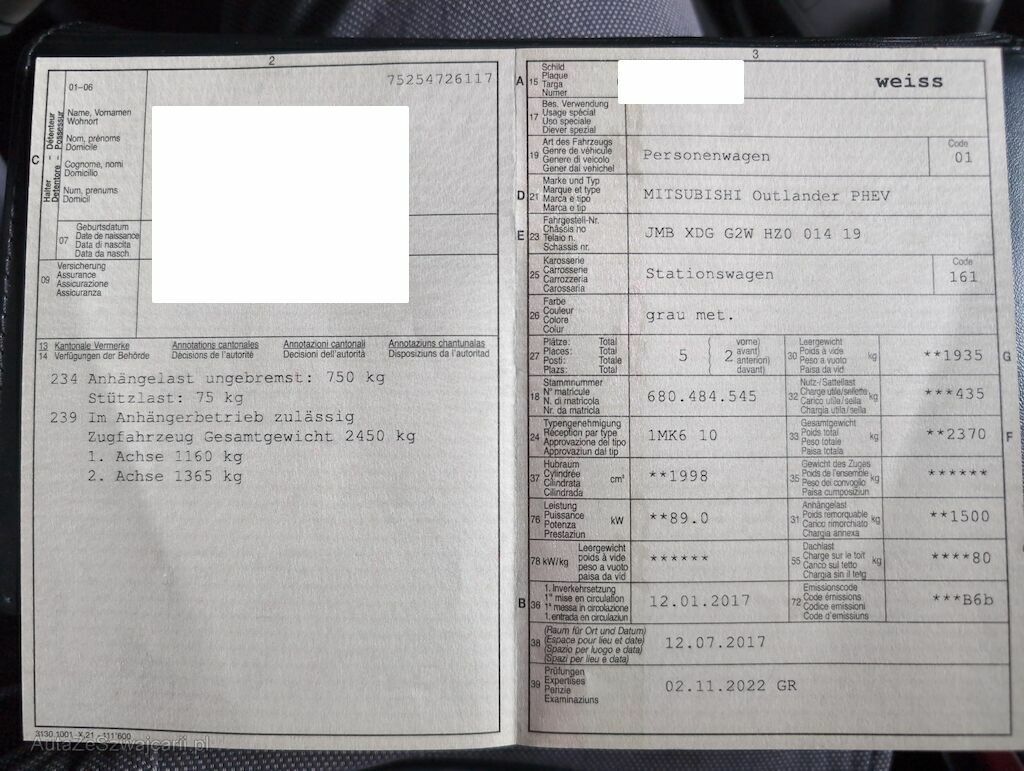 2
75254726117
01–06
Détenteur – Possessur
Halter Detentore
C
Name, Vornamen
Wohnort
Nom, prénoms
Domicile
Cognome, nomi
Domicilio
Num, prenums
Domicil
07
Geburtsdatum
Date de naissance
Data di nascita
Data da nasch.
09
Versicherung
Assurance
Assicurazione
Assicuranza
13 Kantonale Vermerke Annotations cantonales Annotazioni cantonali Annotaziuns chantunalas
14 Verfügungen der Behörde Décisions de l'autorité Decisioni dell'autorità Disposiziuns da l'autoritad
234 Anhängelast ungebremst: 750 kg
Stützlast: 75 kg
239 Im Anhängerbetrieb zulässig
Zugfahrzeug Gesamtgewicht 2450 kg
1. Achse 1160 kg
2. Achse 1365 kg
3130 1001 - X.21 - 111'600
AutaZeSzwajcarii.pl
3
A 15
Schild
Plaque
Targa
Numer
weiss
17
Bes. Verwendung
Usage spécial
Uso speciale
Diever spezial
19
Art des Fahrzeugs
Genre de véhicule
Genere di veicolo
Gener dal vehichel
Personenwagen
Code
01
D 21
Marke und Typ
Marque et type
Marca e tipo
Marca e tip
MITSUBISHI Outlander PHEV
E 23
Fahrgestell-Nr.
Châssis no
Telaio n.
Schassis nr.
JMB XDG G2W HZ0 014 19
25
Karosserie
Carrosserie
Carrozzeria
Carossaria
Stationswagen
Code
161
26
Farbe
Couleur
Colore
Colur
grau met.
27
Plätze: Total
Places: Total
Posti: Totale
Plazs: Total
5
2
vorne)
avant)
anteriori)
davant)
30
Leergewicht
Poids à vide
Peso a vuoto
Paisa da vid
kg
**1935
G
18
Stammnummer
N° matricule
N. di matricola
Nr. da matricla
680.484.545
32
Nutz-/Sattellast
Charge utile/sellette
Carico utile/sella
Chargia utila/sella
kg
***435
24
Typengenehmigung
Réception par type
Approvazione del tipo
Approvaziun dal tip
1MK6 10
33
Gesamtgewicht
Poids total
Peso totale
Paisa totala
kg
**2370
F
37
Hubraum
Cylindrée
Cilindrata
Cilindrada
cm³
**1998
35
Gewicht des Zuges
Poids de l'ensemble
Peso del convoglio
Paisa cumposiziun
kg
******
76
Leistung
Puissance
Potenza
Prestaziun
kW
**89.0
31
Anhängelast
Poids remorquable
Carico rimorchiato
Chargia annexa
kg
**1500
78 kW/kg
Leergewicht
poids à vide
peso a vuoto
paisa da vid
******
55
Dachlast
Charge sur le toit
Carico sul tetto
Chargia sin il tetg
kg
****80
B 36
1. Inverkehrsetzung
1re mise en circulation
1a messa in circolazione
1. entrada en circulaziun
12.01.2017
72
Emissionscode
Code émissions
Codice emissioni
Code d'emissiuns
***B6b
38
(Raum für Ort und Datum)
(Espace pour lieu et date)
(Spazio per luogo e data)
(Spazi per lieu e data)
12.07.2017
39
Prüfungen
Expertises
Perizie
Examinaziuns
02.11.2022 GR